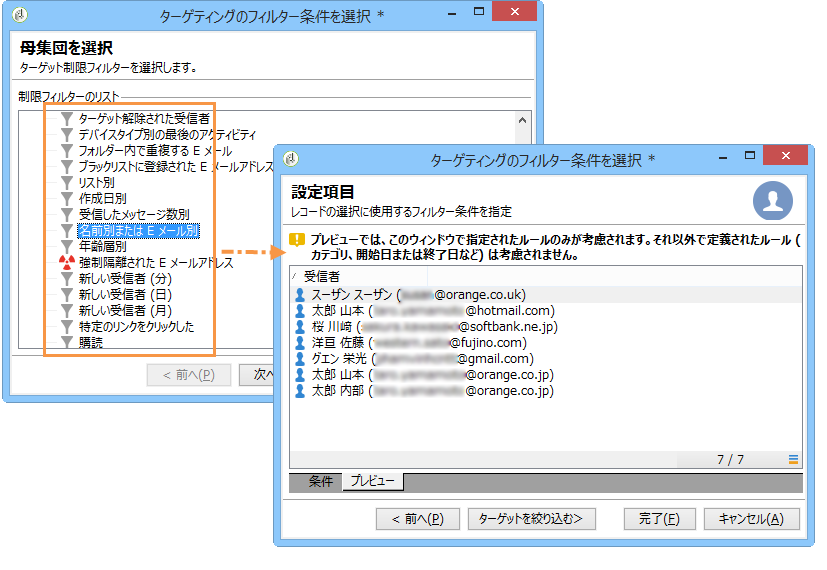 ターゲティングのフィルター条件を選択 *
母集団を選択
ターゲット制限フィルターを選択します。
制限フィルターのリスト
ターゲット解除された受信者
デバイスタイプ別の最後のアクティビティ
フォルダー内で重複する E メール
ブラックリストに登録された E メールアドレス
リスト別
作成日別
受信したメッセージ数別
名前別または E メール別
年齢層別
強制隔離された E メールアドレス
新しい受信者 (分)
新しい受信者 (日)
新しい受信者 (月)
特定のリンクをクリックした
購読
< 前へ(P)
次へ
ターゲティングのフィルター条件を選択 *
設定項目
レコードの選択に使用するフィルター条件を指定
プレビューでは、このウィンドウで指定されたルールのみが考慮されます。それ以外で定義されたルール (
カテゴリ、開始日または終了日など) は考慮されません。
受信者
スーザン スーザン (@orange.co.uk)
太郎 山本 (@hotmail.com)
桜 川﨑 (@softbank.ne.jp)
洋亘 佐藤 (@fujino.com)
グエン 栄光 (@gmail.com)
太郎 山本 (@orange.co.jp)
太郎 内部 (@orange.co.jp)
7 / 7
条件 プレビュー
< 前へ(P) ターゲットを絞り込む> 完了(F) キャンセル(A)